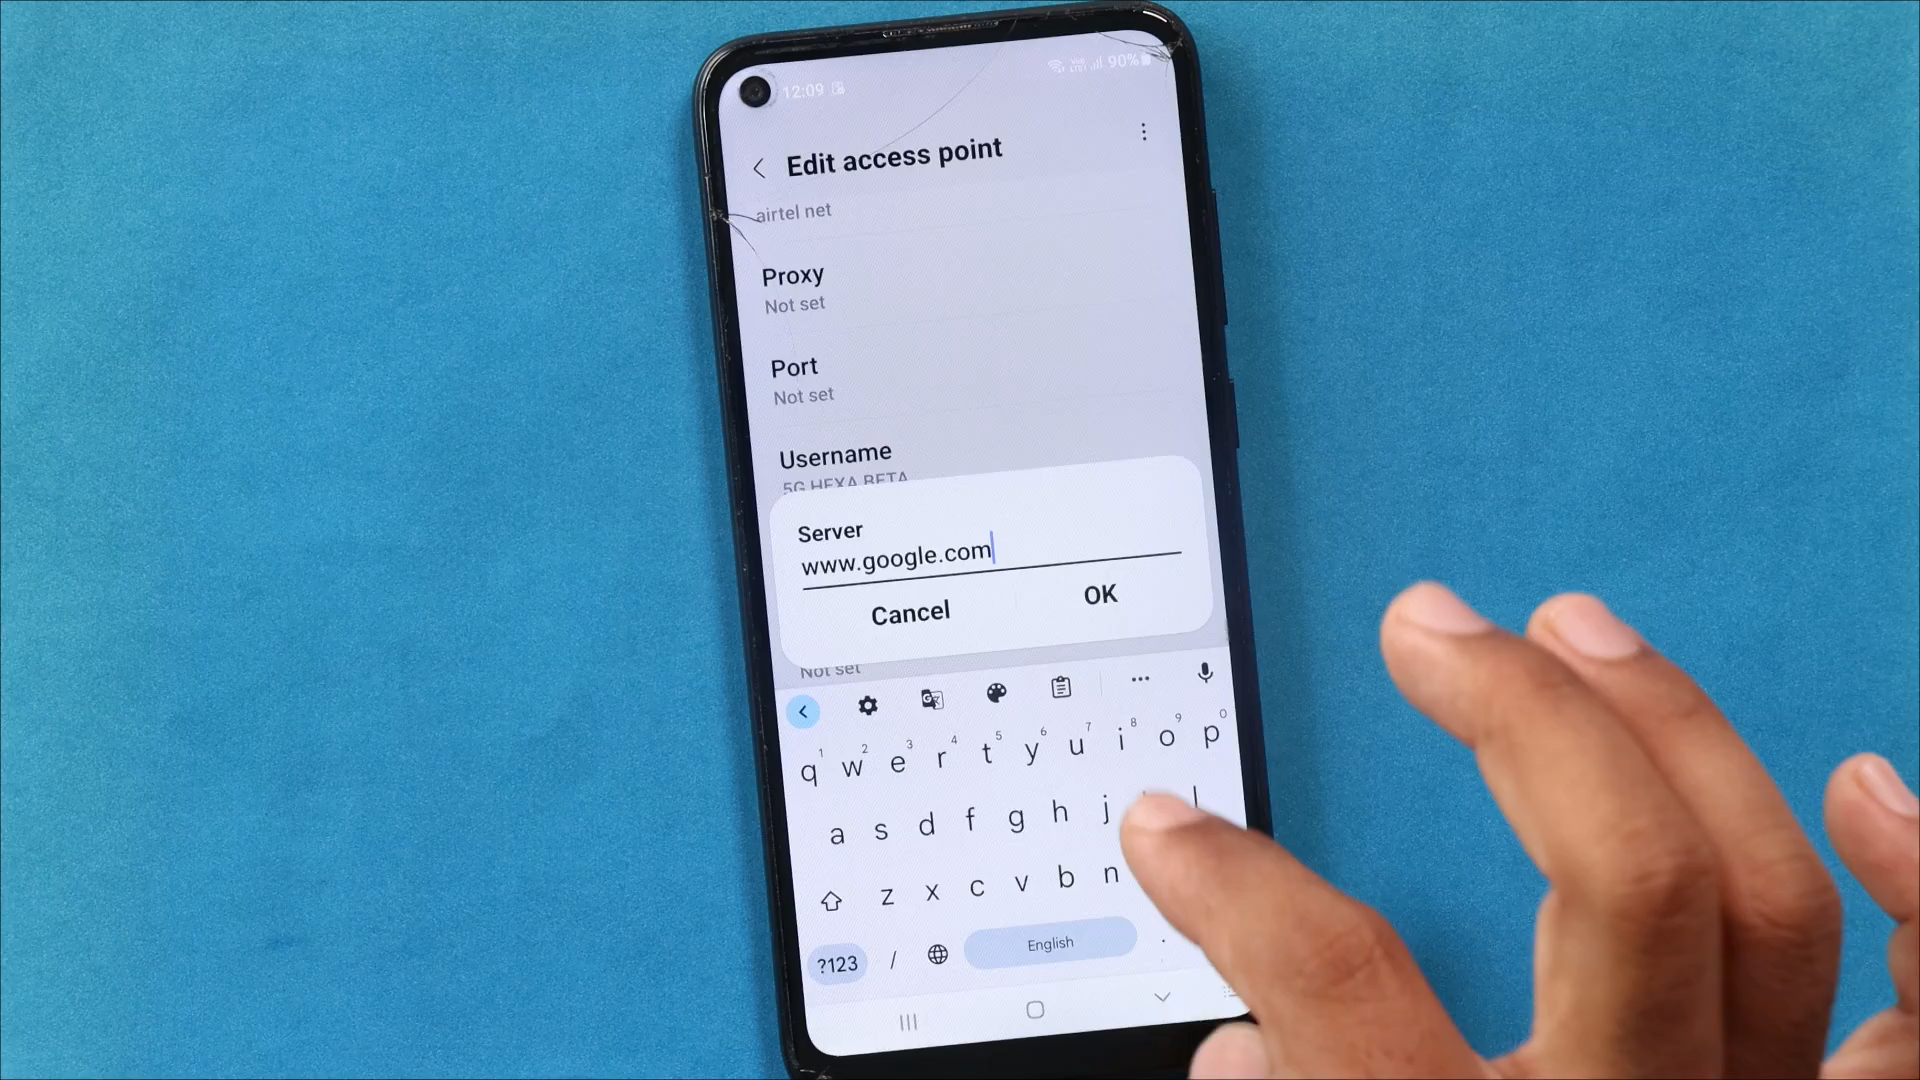 12:09 90%
Edit access point
airtel net
Proxy
Not set
Port
Not set
Username
5G HEXA BETA
Server
www.google.com
Cancel OK
Not set
1 2 3 4 5 6 7 8 9 0
q w e r t y u i o p
a s d f g h j l
z x c v b n
?123 / English .